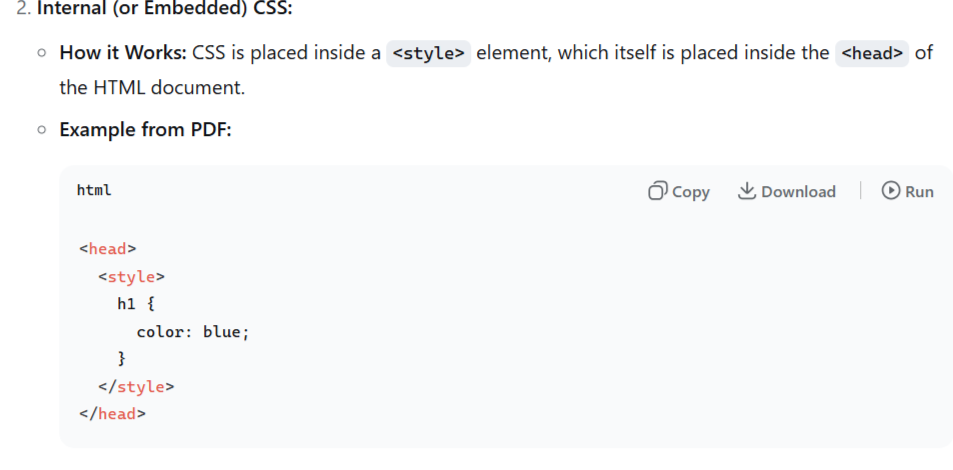 2. Internal (or Embedded) CSS:
How it Works: CSS is placed inside a <style> element, which itself is placed inside the <head> of
the HTML document.
Example from PDF:
html Copy Download Run
<head>
  <style>
    h1 {
      color: blue;
    }
  </style>
</head>